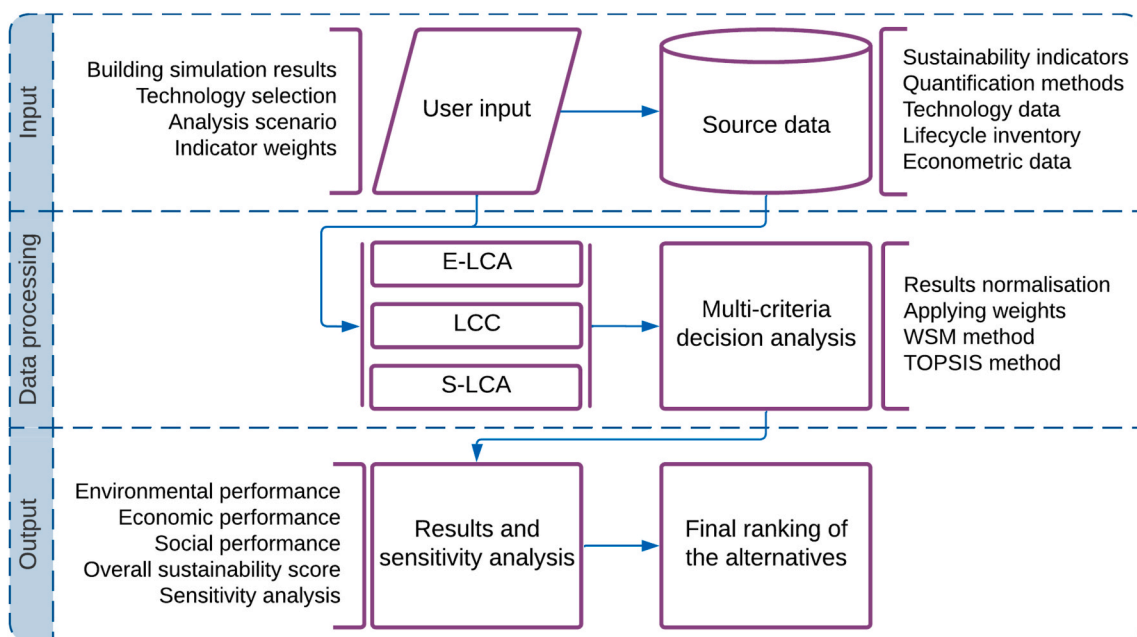 Input
Building simulation results
Technology selection
Analysis scenario
Indicator weights
User input
Source data
Sustainability indicators
Quantification methods
Technology data
Lifecycle inventory
Econometric data
Data processing
E-LCA
LCC
S-LCA
Multi-criteria
decision analysis
Results normalisation
Applying weights
WSM method
TOPSIS method
Output
Environmental performance
Economic performance
Social performance
Overall sustainability score
Sensitivity analysis
Results and
sensitivity analysis
Final ranking of
the alternatives